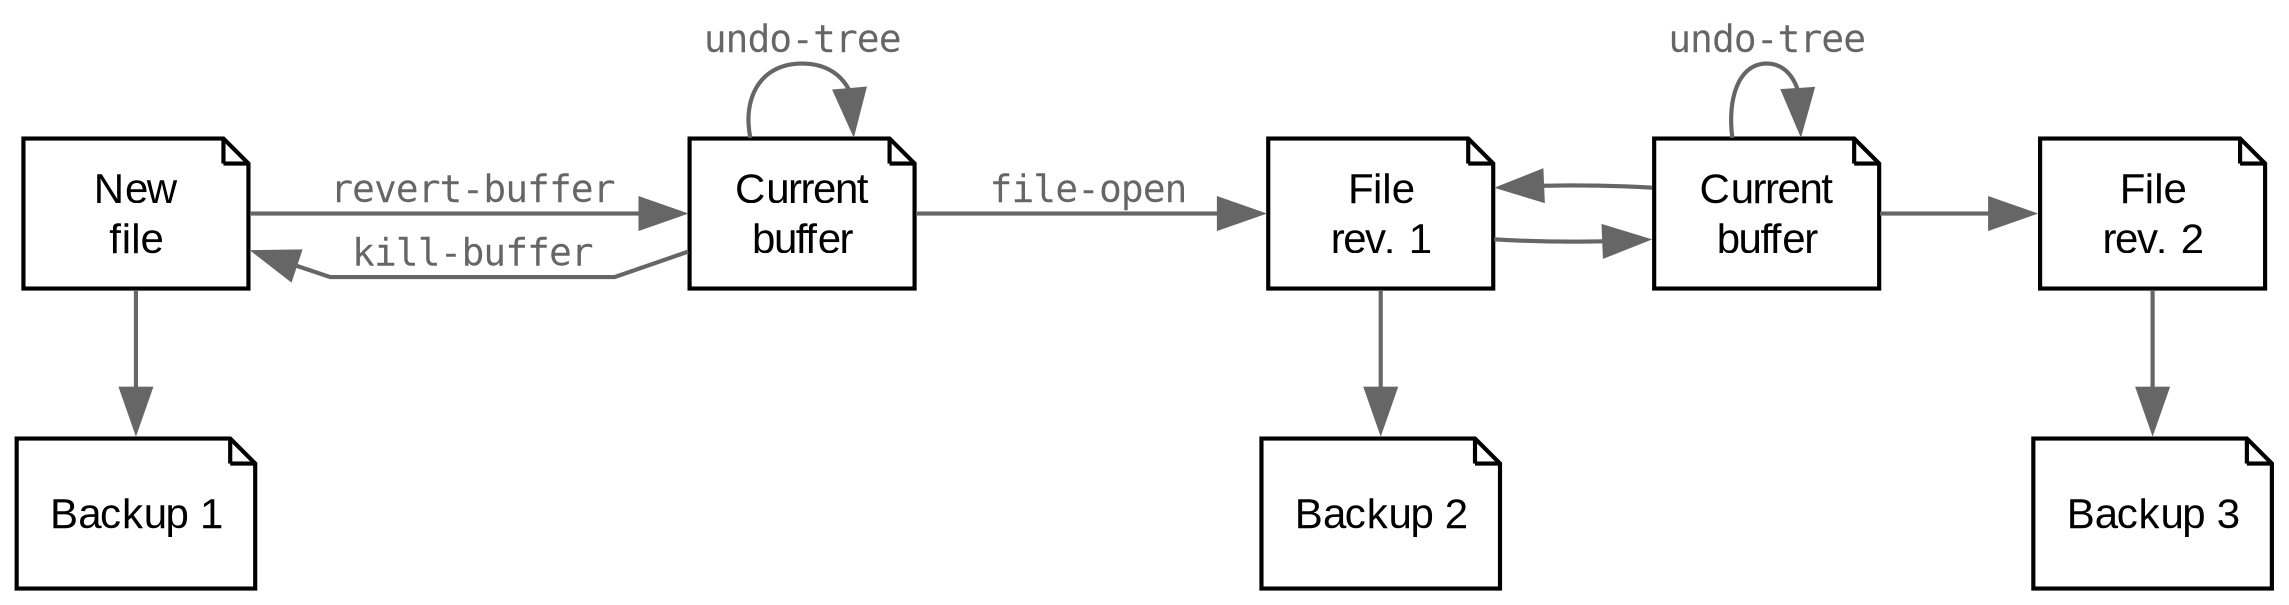 undo-tree
undo-tree
New
file
revert-buffer
kill-buffer
Current
buffer
file-open
File
rev. 1
Current
buffer
File
rev. 2
Backup 1
Backup 2
Backup 3